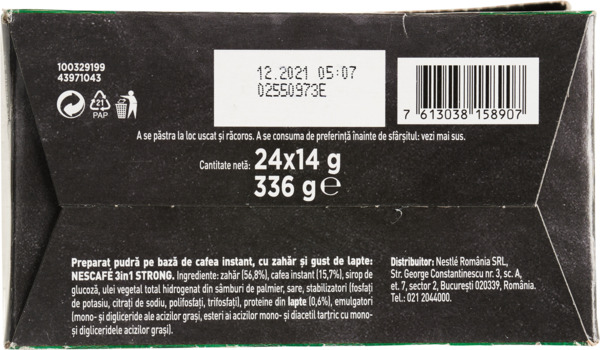 100329199
43971043
12.2021 05:07
02550973E
21
PAP
7 613038 158907
A se păstra la loc uscat și răcoros. A se consuma de preferință înainte de sfârșitul: vezi mai sus.
Cantitate netă: 24x14 g
336 g ℮
Preparat pudră pe bază de cafea instant, cu zahăr și gust de lapte:
NESCAFÉ 3in1 STRONG. Ingrediente: zahăr (56,8%), cafea instant (15,7%), sirop de
glucoză, ulei vegetal total hidrogenat din sâmburi de palmier, sare, stabilizatori (fosfați
de potasiu, citrați de sodiu, polifosfați, trifosfați), proteine din lapte (0,6%), emulgatori
(mono- și digliceride ale acizilor grași, esteri ai acizilor mono- și diacetil tartric cu mono-
și digliceridele acizilor grași).
Distribuitor: Nestlé România SRL,
Str. George Constantinescu nr. 3, sc. A,
et. 7, sector 2, București 020339, România.
Tel.: 021 2044000.